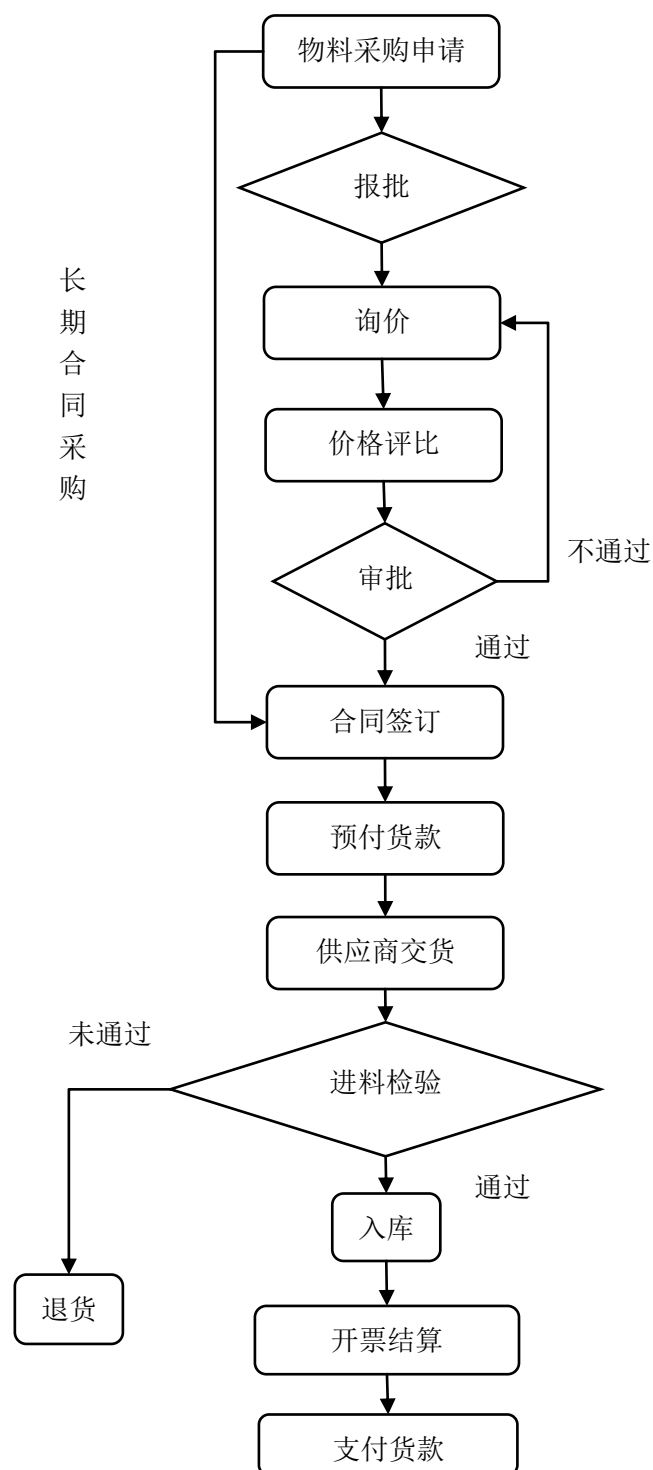 物料采购申请
报批
长期合同采购
询价
价格评比
不通过
审批
通过
合同签订
预付货款
供应商交货
未通过
进料检验
通过
入库
退货
开票结算
支付货款